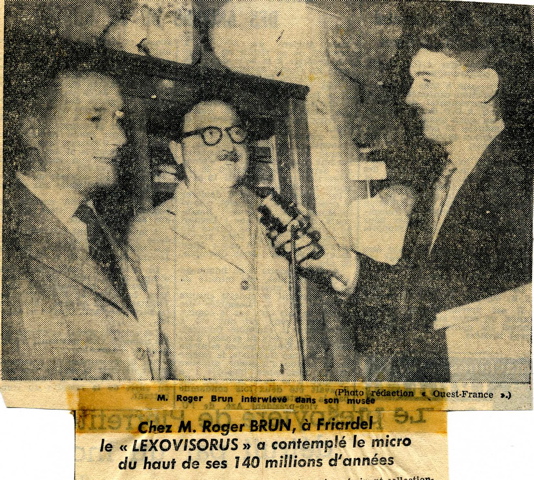 M. Roger Brun interwievé dans son musée
(Photo rédaction « Ouest-France ».)
Chez M. Roger BRUN, à Friardel
le « LEXOVISORUS » a contemplé le micro
du haut de ses 140 millions d'années